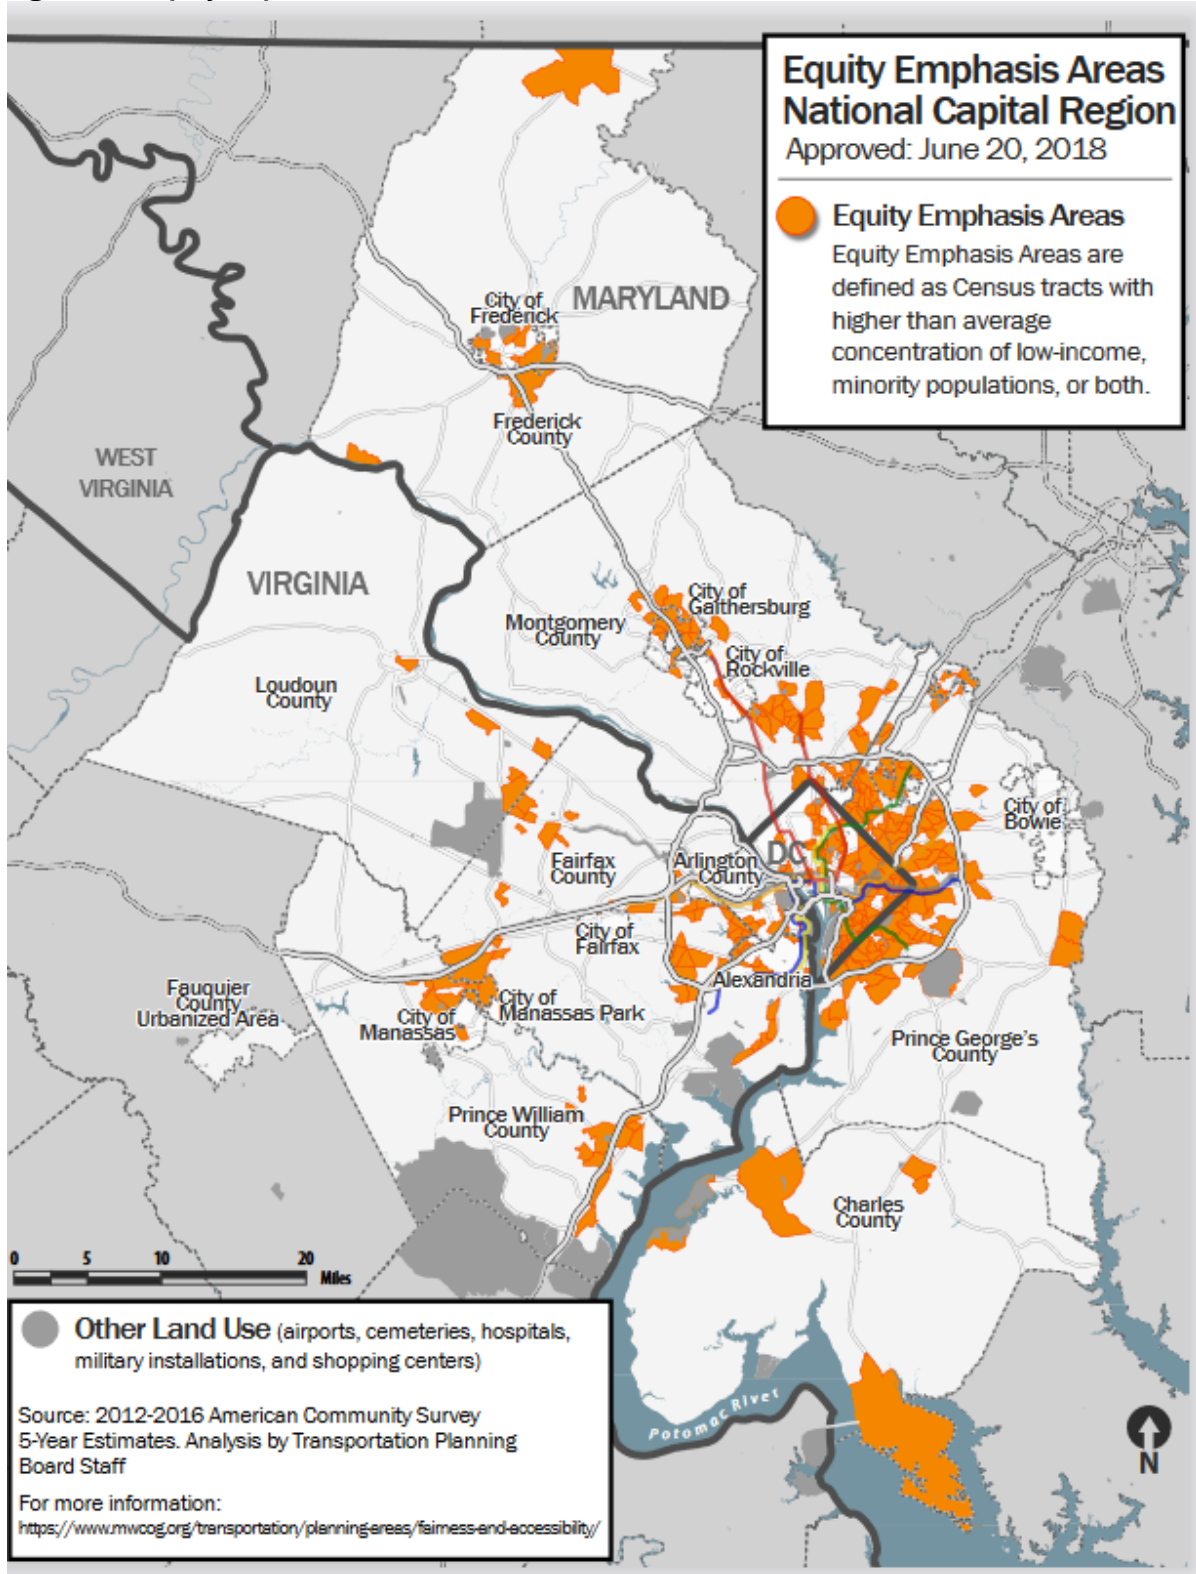 Equity Emphasis Areas
National Capital Region
Approved: June 20, 2018
Equity Emphasis Areas
Equity Emphasis Areas are
defined as Census tracts with
higher than average
concentration of low-income,
minority populations, or both.
City of
Frederick
MARYLAND
Frederick
County
WEST
VIRGINIA
VIRGINIA
City of
Gaithersburg
Montgomery
County
City of
Rockville
Loudoun
County
City of
Bowie
DC
Arlington
County
Fairfax
County
City of
Fairfax
Alexandria
Fauquier
County
Urbanized Area
City of
Manassas Park
City of
Manassas
Prince George's
County
Prince William
County
Charles
County
0 5 10 20
Miles
Potomac River
N
Other Land Use (airports, cemeteries, hospitals,
military installations, and shopping centers)
Source: 2012-2016 American Community Survey
5-Year Estimates. Analysis by Transportation Planning
Board Staff
For more information:
https://www.mwcog.org/transportation/planning-areas/fairness-and-accessibility/